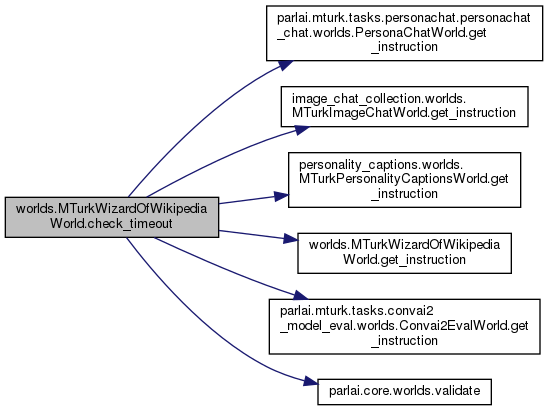 parlai.mturk.tasks.personachat.personachat
_chat.worlds.PersonaChatWorld.get
_instruction
image_chat_collection.worlds.
MTurkImageChatWorld.get_instruction
personality_captions.worlds.
MTurkPersonalityCaptionsWorld.get
_instruction
worlds.MTurkWizardOfWikipedia
World.check_timeout
worlds.MTurkWizardOfWikipedia
World.get_instruction
parlai.mturk.tasks.convai2
_model_eval.worlds.Convai2EvalWorld.get
_instruction
parlai.core.worlds.validate